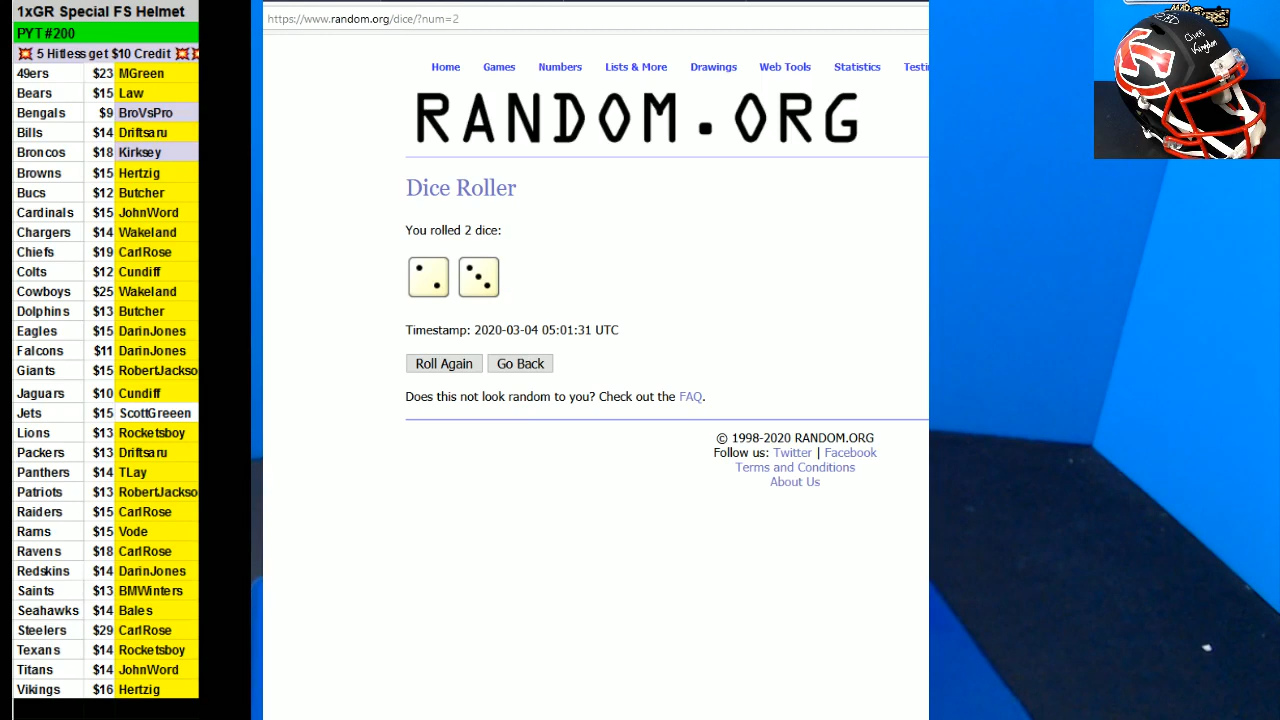 1xGR Special FS Helmet
PYT #200
💥 5 Hitless get $10 Credit 💥
49ers $23 MGreen
Bears $15 Law
Bengals $9 BroVsPro
Bills $14 Driftsaru
Broncos $18 Kirksey
Browns $15 Hertzig
Bucs $12 Butcher
Cardinals $15 JohnWord
Chargers $14 Wakeland
Chiefs $19 CarlRose
Colts $12 Cundiff
Cowboys $25 Wakeland
Dolphins $13 Butcher
Eagles $15 DarinJones
Falcons $11 DarinJones
Giants $15 RobertJackso
Jaguars $10 Cundiff
Jets $15 ScottGreeen
Lions $13 Rocketsboy
Packers $13 Driftsaru
Panthers $14 TLay
Patriots $13 RobertJackso
Raiders $15 CarlRose
Rams $15 Vode
Ravens $18 CarlRose
Redskins $14 DarinJones
Saints $13 BMWinters
Seahawks $14 Bales
Steelers $29 CarlRose
Texans $14 Rocketsboy
Titans $14 JohnWord
Vikings $16 Hertzig
https://www.random.org/dice/?num=2
Home Games Numbers Lists & More Drawings Web Tools Statistics Testi
RANDOM.ORG
Dice Roller
You rolled 2 dice:
Timestamp: 2020-03-04 05:01:31 UTC
Roll Again Go Back
Does this not look random to you? Check out the FAQ.
© 1998-2020 RANDOM.ORG
Follow us: Twitter | Facebook
Terms and Conditions
About Us